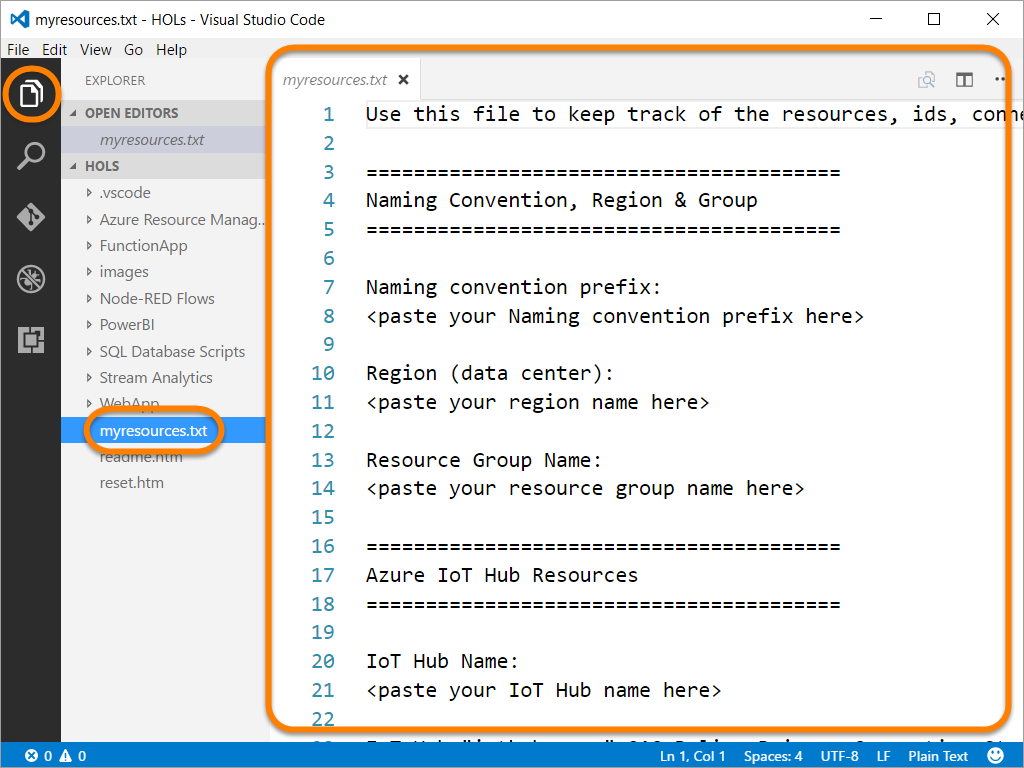 myresources.txt - HOLs - Visual Studio Code
File Edit View Go Help
EXPLORER
OPEN EDITORS
myresources.txt
HOLS
.vscode
Azure Resource Manag...
FunctionApp
images
Node-RED Flows
PowerBI
SQL Database Scripts
Stream Analytics
WebApp
myresources.txt
readme.htm
reset.htm
myresources.txt
1 Use this file to keep track of the resources, ids, conne
2
3 ========================================
4 Naming Convention, Region & Group
5 ========================================
6
7 Naming convention prefix:
8 <paste your Naming convention prefix here>
9
10 Region (data center):
11 <paste your region name here>
12
13 Resource Group Name:
14 <paste your resource group name here>
15
16 ========================================
17 Azure IoT Hub Resources
18 ========================================
19
20 IoT Hub Name:
21 <paste your IoT Hub name here>
22
0 0 Ln 1, Col 1 Spaces: 4 UTF-8 LF Plain Text